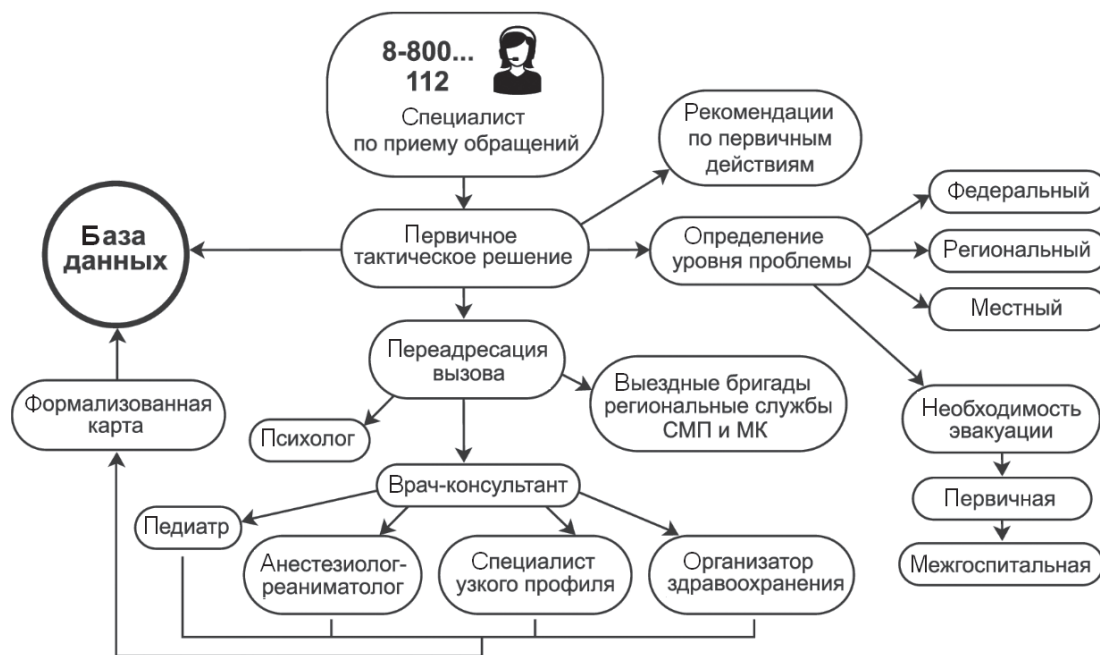 8-800...
112
Специалист
по приему обращений
Рекомендации
по первичным
действиям
База
данных
Первичное
тактическое решение
Определение
уровня проблемы
Федеральный
Региональный
Местный
Переадресация
вызова
Выездные бригады
региональные службы
СМП и МК
Формализованная
карта
Психолог
Необходимость
эвакуации
Врач-консультант
Первичная
Педиатр
Анестезиолог-
реаниматолог
Специалист
узкого профиля
Организатор
здравоохранения
Межгоспитальная